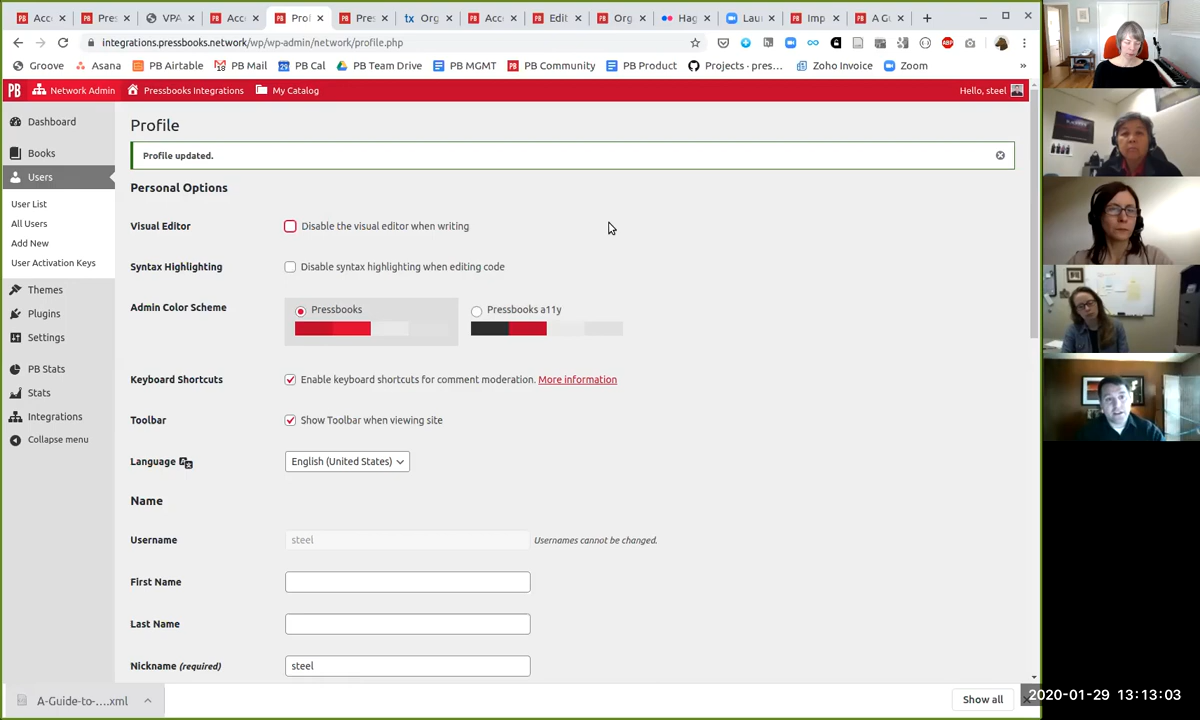 Acc
Pres
VPA
Acc
Prof
Pres
Org
Acc
Edit
Org
Hag
Laun
Imp
A Gu
integrations.pressbooks.network/wp/wp-admin/network/profile.php
Groove
Asana
PB Airtable
PB Mail
PB Cal
PB Team Drive
PB MGMT
PB Community
PB Product
Projects · pres…
Zoho Invoice
Zoom
»
PB
Network Admin
Pressbooks Integrations
My Catalog
Hello, steel
Dashboard
Books
Users
User List
All Users
Add New
User Activation Keys
Themes
Plugins
Settings
PB Stats
Stats
Integrations
Collapse menu
Profile
Profile updated.
Personal Options
Visual Editor
Disable the visual editor when writing
Syntax Highlighting
Disable syntax highlighting when editing code
Admin Color Scheme
Pressbooks
Pressbooks a11y
Keyboard Shortcuts
Enable keyboard shortcuts for comment moderation. More information
Toolbar
Show Toolbar when viewing site
Language
English (United States)
Name
Username
steel
Usernames cannot be changed.
First Name
Last Name
Nickname (required)
steel
A-Guide-to-....xml
Show all
2020-01-29 13:13:03